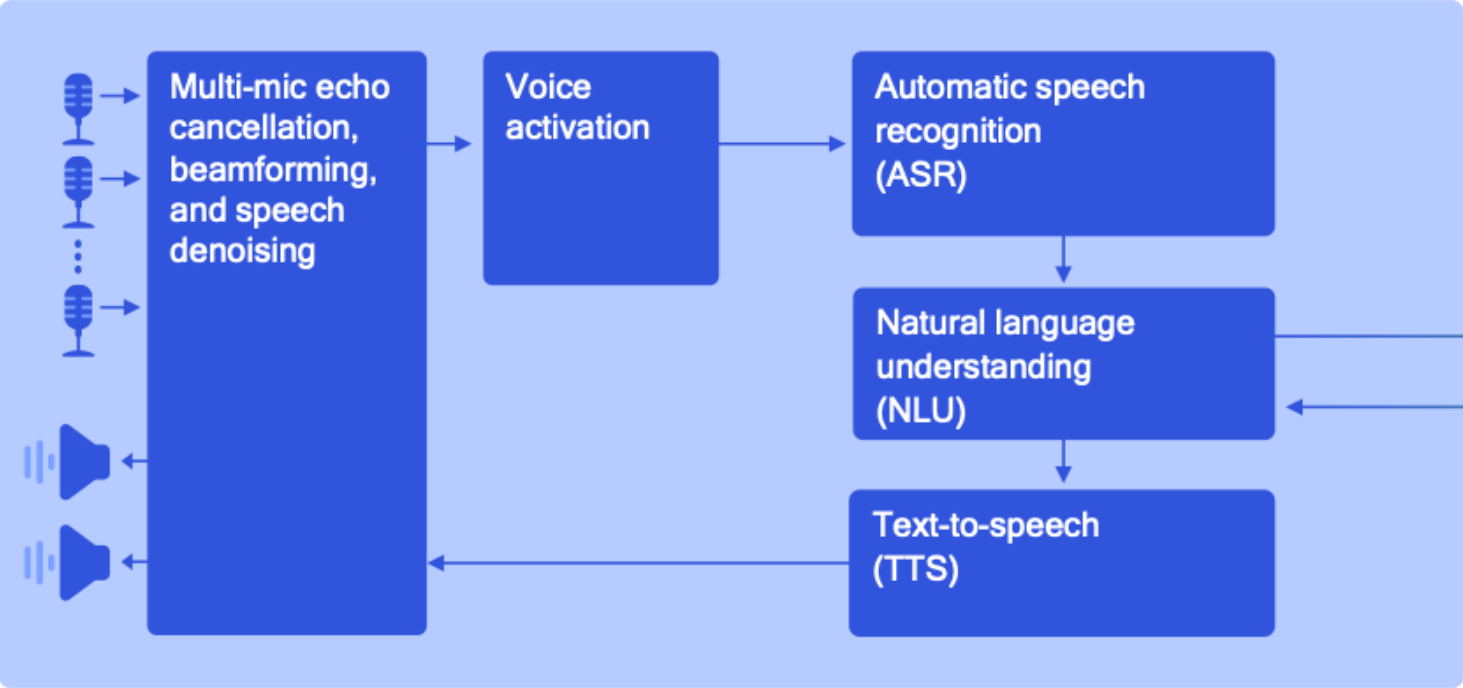 Multi-mic echo
cancellation,
beamforming,
and speech
denoising
Voice
activation
Automatic speech
recognition
(ASR)
Natural language
understanding
(NLU)
Text-to-speech
(TTS)